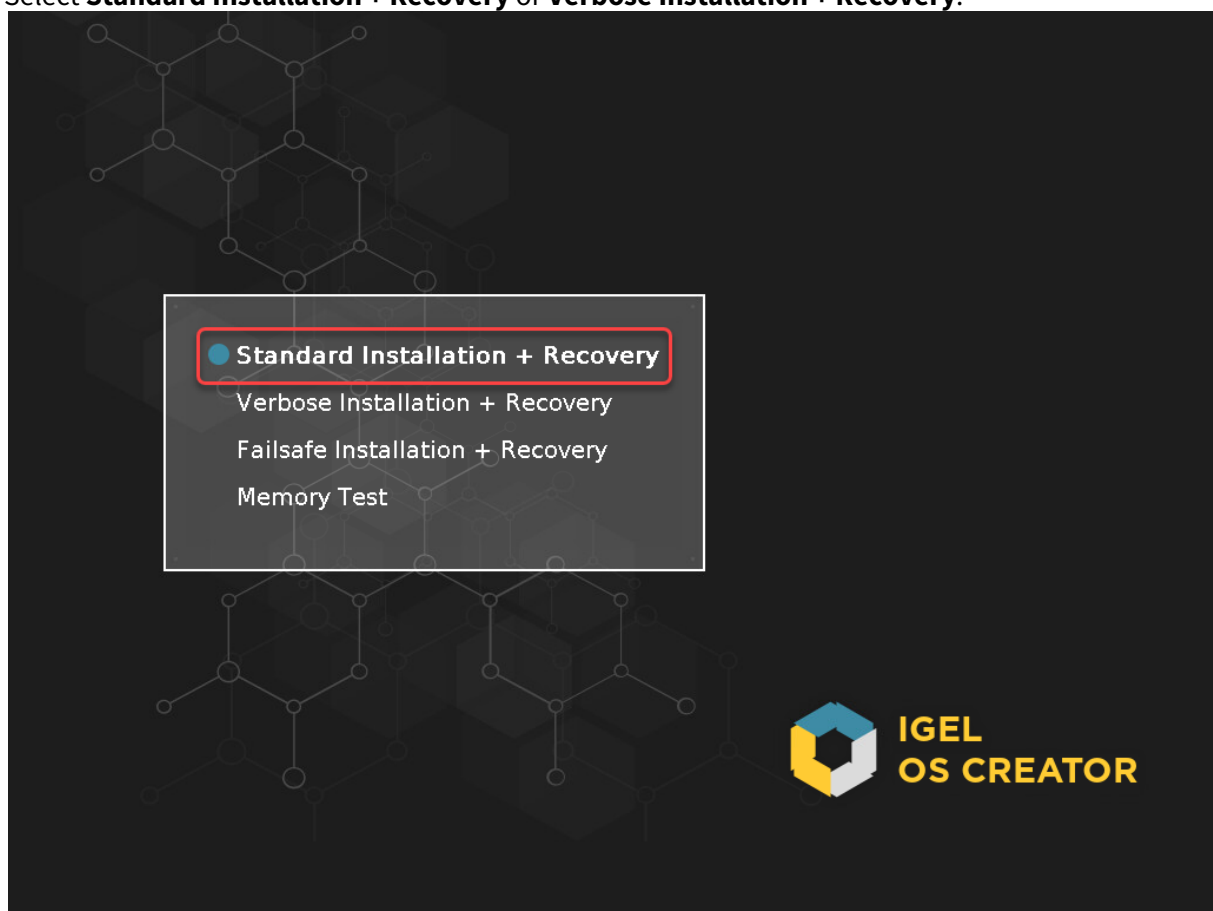 Select Standard Installation + Recovery or Verbose Installation + Recovery.
Standard Installation + Recovery
Verbose Installation + Recovery
Failsafe Installation + Recovery
Memory Test
IGEL
OS CREATOR